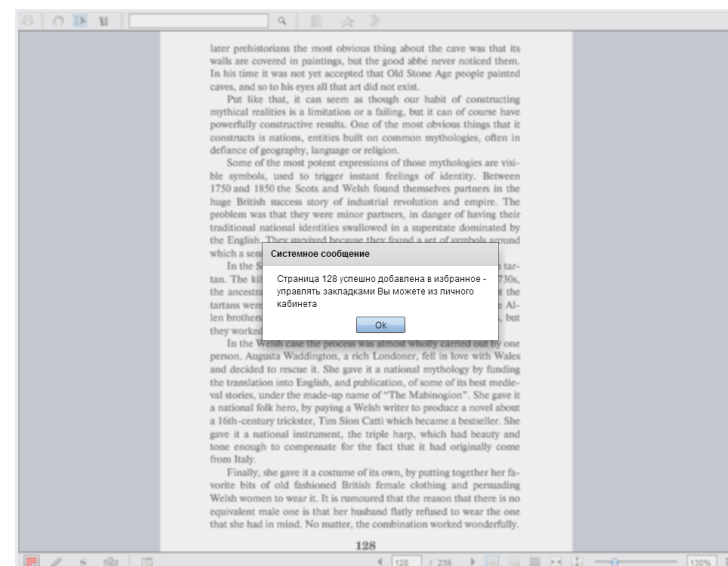 later prehistorians the most obvious thing about the cave was that its
walls are covered in paintings, but the good abbé never noticed them.
In his time it was not yet accepted that Old Stone Age people painted
caves, and so to his eyes all that art did not exist.
Put like that, it can seem as though our habit of constructing
mythical realities is a limitation or a failing, but it can of course have
powerfully constructive results. One of the most obvious things that it
constructs is nations, entities built on common mythologies, often in
defiance of geography, language or religion.
Some of the most potent expressions of those mythologies are visi-
ble symbols, used to trigger instant feelings of identity. Between
1750 and 1850 the Scots and Welsh found themselves partners in the
huge British success story of industrial revolution and empire. The
problem was that they were minor partners, in danger of having their
traditional national identities swallowed in a superstate dominated by
the English. They survived because they found a set of symbols around
which a sen
Системное сообщение
In the S
tar-
tan. The kil
730s,
the ancestra
t the
tartans were
e Al-
len brothers
, but
they worked
Страница 128 успешно добавлена в избранное -
управлять закладками Вы можете из личного
кабинета
Ok
In the Welsh case the process was almost wholly carried out by one
person. Augusta Waddington, a rich Londoner, fell in love with Wales
and decided to rescue it. She gave it a national mythology by funding
the translation into English, and publication, of some of its best medie-
val stories, under the made-up name of “The Mabinogion”. She gave it
a national folk hero, by paying a Welsh writer to produce a novel about
a 16th-century trickster, Tim Sion Catti which became a bestseller. She
gave it a national instrument, the triple harp, which had beauty and
tone enough to compensate for the fact that it had originally come
from Italy.
Finally, she gave it a costume of its own, by putting together her fa-
vorite bits of old fashioned British female clothing and persuading
Welsh women to wear it. It is rumoured that the reason that there is no
equivalent male one is that her husband flatly refused to wear the one
that she had in mind. No matter, the combination worked wonderfully.
128
128 / 239
130%